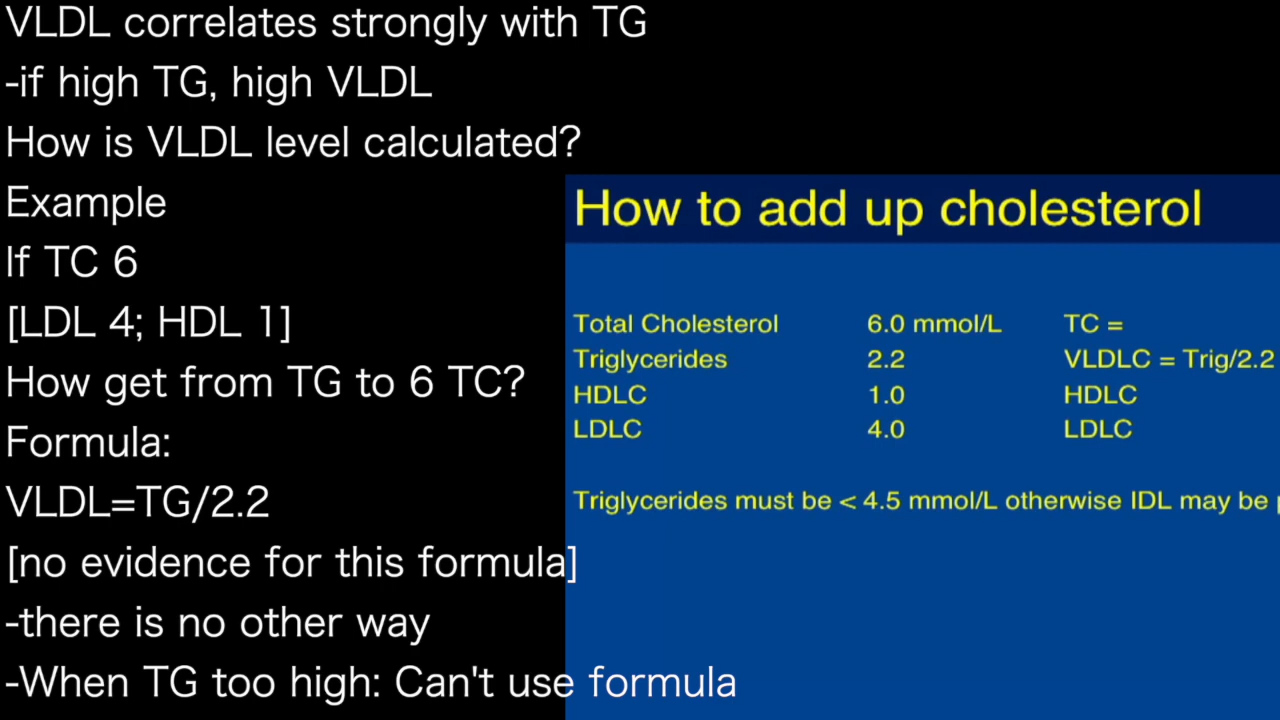 VLDL correlates strongly with TG
-if high TG, high VLDL
How is VLDL level calculated?
Example
If TC 6
[LDL 4; HDL 1]
How get from TG to 6 TC?
Formula:
VLDL=TG/2.2
[no evidence for this formula]
-there is no other way
-When TG too high: Can't use formula
How to add up cholesterol
Total Cholesterol 6.0 mmol/L TC =
Triglycerides 2.2 VLDLC = Trig/2.2
HDLC 1.0 HDLC
LDLC 4.0 LDLC
Triglycerides must be < 4.5 mmol/L otherwise IDL may be